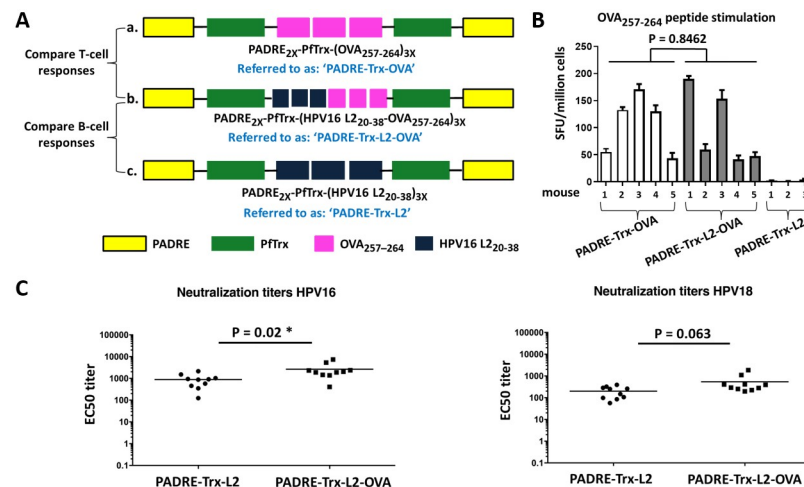 A
a.
Compare T-cell
responses
PADRE2X-PfTrx-(OVA257-264)3X
Referred to as: 'PADRE-Trx-OVA'
b.
PADRE2X-PfTrx-(HPV16 L220-38-OVA257-264)3X
Compare B-cell
responses
Referred to as: 'PADRE-Trx-L2-OVA'
c.
PADRE2X-PfTrx-(HPV16 L220-38)3X
Referred to as: 'PADRE-Trx-L2'
PADRE PfTrx OVA257–264 HPV16 L220-38
B
OVA257-264 peptide stimulation
P = 0.8462
SFU/million cells
250
200
150
100
50
0
mouse 1 2 3 4 5 1 2 3 4 5 1 2
PADRE-Trx-OVA
PADRE-Trx-L2-OVA
PADRE-Trx-L2
C
Neutralization titers HPV16
P = 0.02 *
EC50 titer
100000
10000
1000
100
10
1
0.1
PADRE-Trx-L2 PADRE-Trx-L2-OVA
Neutralization titers HPV18
P = 0.063
EC50 titer
100000
10000
1000
100
10
1
0.1
PADRE-Trx-L2 PADRE-Trx-L2-OVA